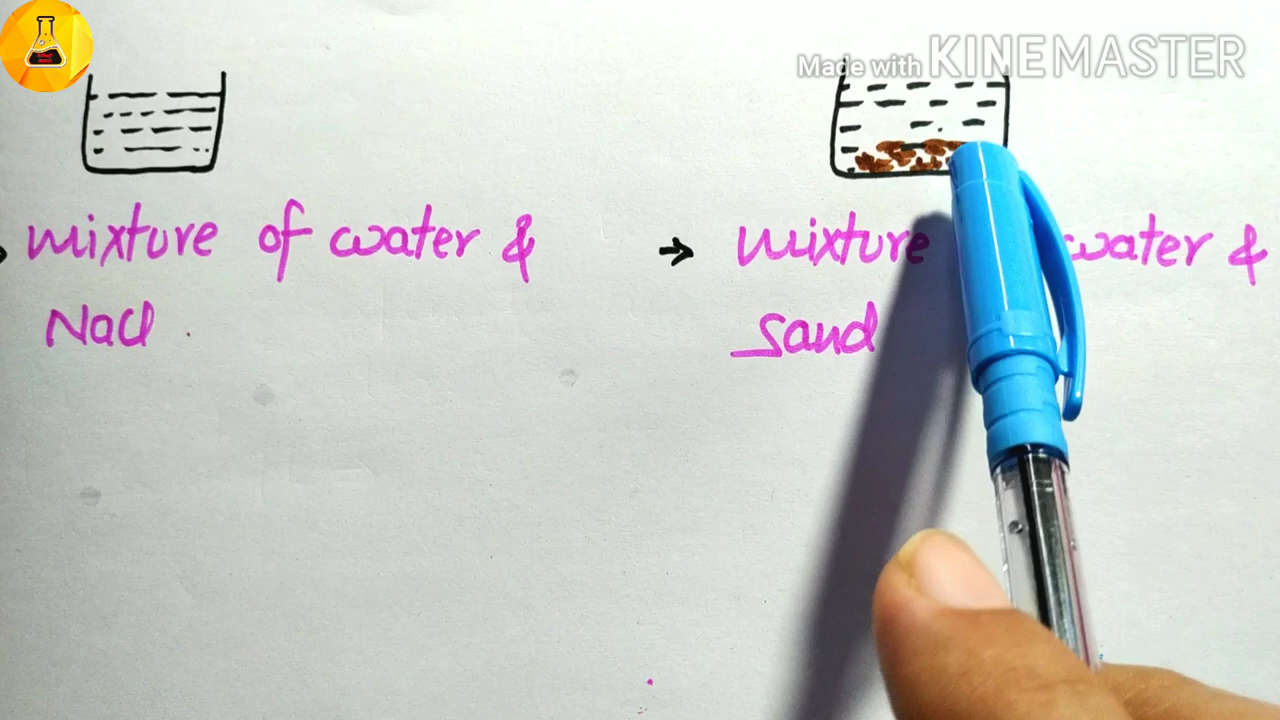 Made with KINEMASTER
→ mixture of water &
NaCl
→ mixture water &
Sand